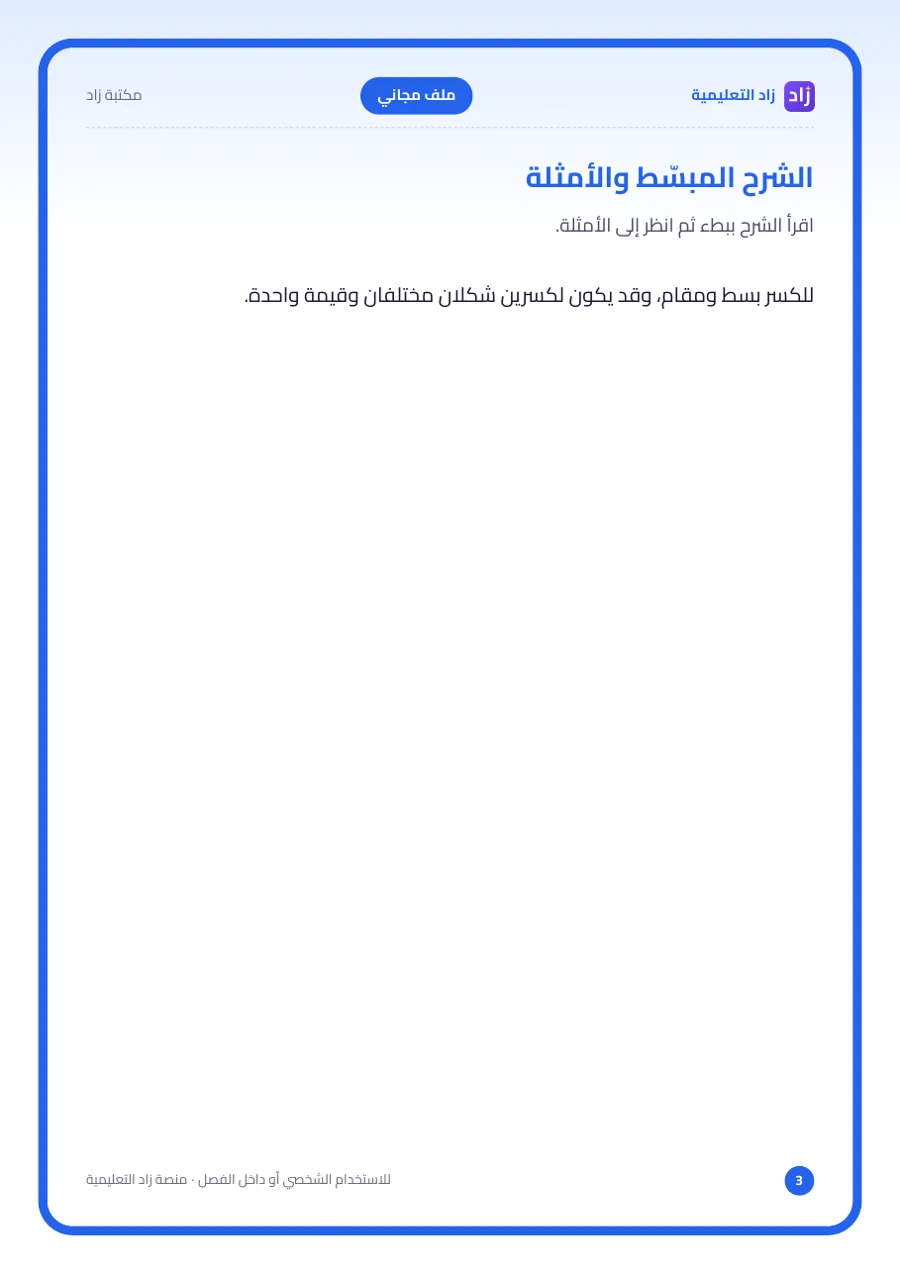 زاد زاد التعليمية
ملف مجاني
مكتبة زاد
الشرح المبسّط والأمثلة
اقرأ الشرح ببطء ثم انظر إلى الأمثلة.
للكسر بسط ومقام، وقد يكون لكسرين شكلان مختلفان وقيمة واحدة.
3
للاستخدام الشخصي أو داخل الفصل · منصة زاد التعليمية